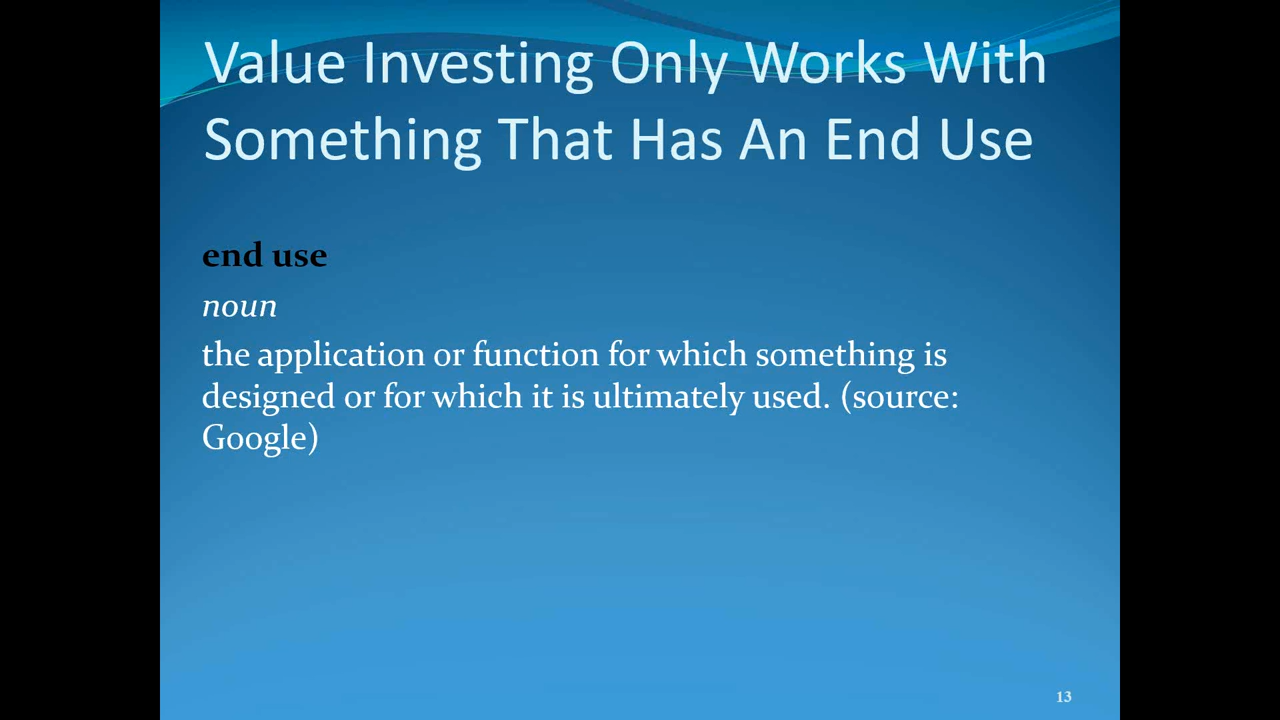 Value Investing Only Works With
Something That Has An End Use
end use
noun
the application or function for which something is
designed or for which it is ultimately used. (source:
Google)
13